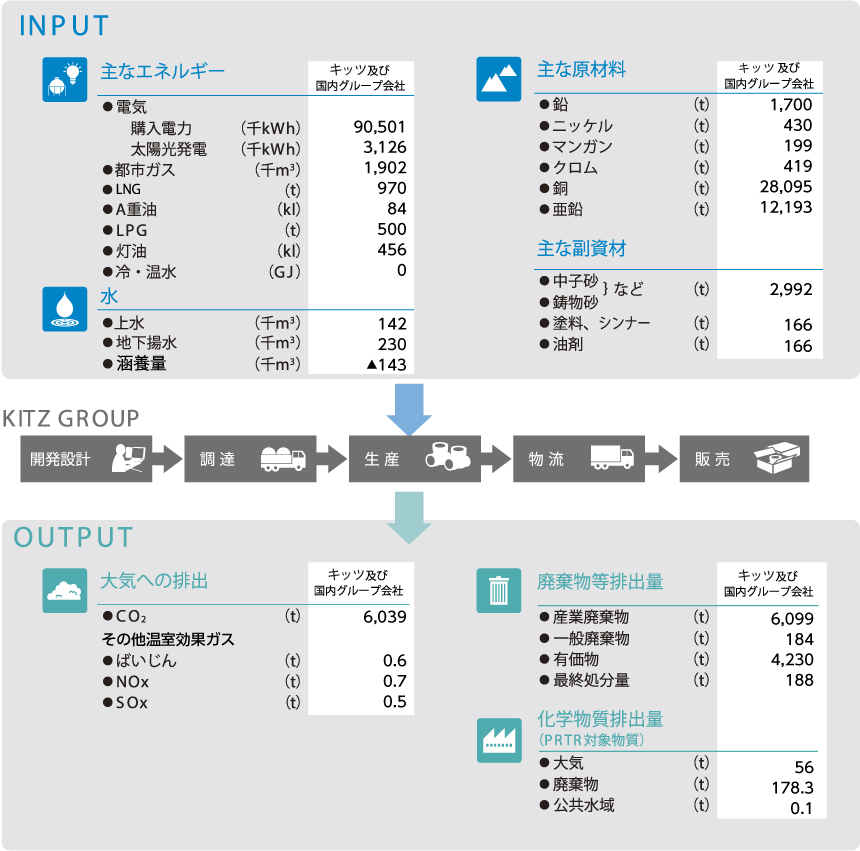 INPUT
主なエネルギー
キッツ及び
国内グループ会社
●電気
購入電力 (千kWh) 90,501
太陽光発電 (千kWh) 3,126
●都市ガス (千m³) 1,902
●LNG (t) 970
●A重油 (kl) 84
●LPG (t) 500
●灯油 (kl) 456
●冷・温水 (GJ) 0
水
●上水 (千m³) 142
●地下揚水 (千m³) 230
●涵養量 (千m³) ▲143
主な原材料
キッツ及び
国内グループ会社
●鉛 (t) 1,700
●ニッケル (t) 430
●マンガン (t) 199
●クロム (t) 419
●銅 (t) 28,095
●亜鉛 (t) 12,193
主な副資材
●中子砂
●鋳物砂
}など (t) 2,992
●塗料、シンナー (t) 166
●油剤 (t) 166
KITZ GROUP
開発設計 調達 生産 物流 販売
OUTPUT
大気への排出
キッツ及び
国内グループ会社
●CO₂ (t) 6,039
その他温室効果ガス
●ばいじん (t) 0.6
●NOx (t) 0.7
●SOx (t) 0.5
廃棄物等排出量
キッツ及び
国内グループ会社
●産業廃棄物 (t) 6,099
●一般廃棄物 (t) 184
●有価物 (t) 4,230
●最終処分量 (t) 188
化学物質排出量
(PRTR対象物質)
●大気 (t) 56
●廃棄物 (t) 178.3
●公共水域 (t) 0.1